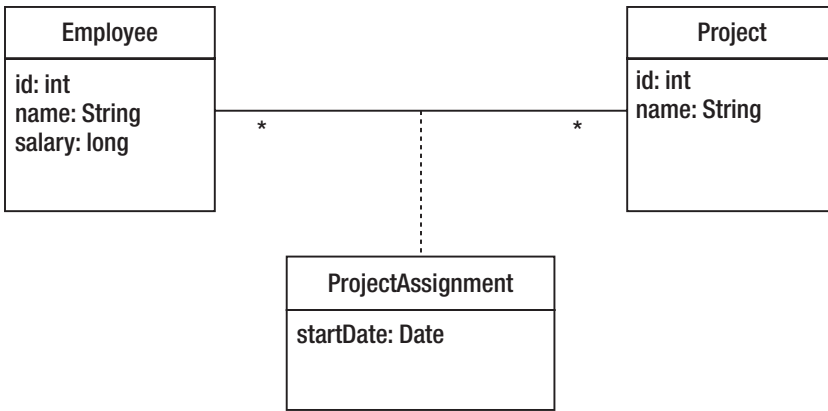 Employee
id: int
name: String
salary: long
*
*
Project
id: int
name: String
ProjectAssignment
startDate: Date